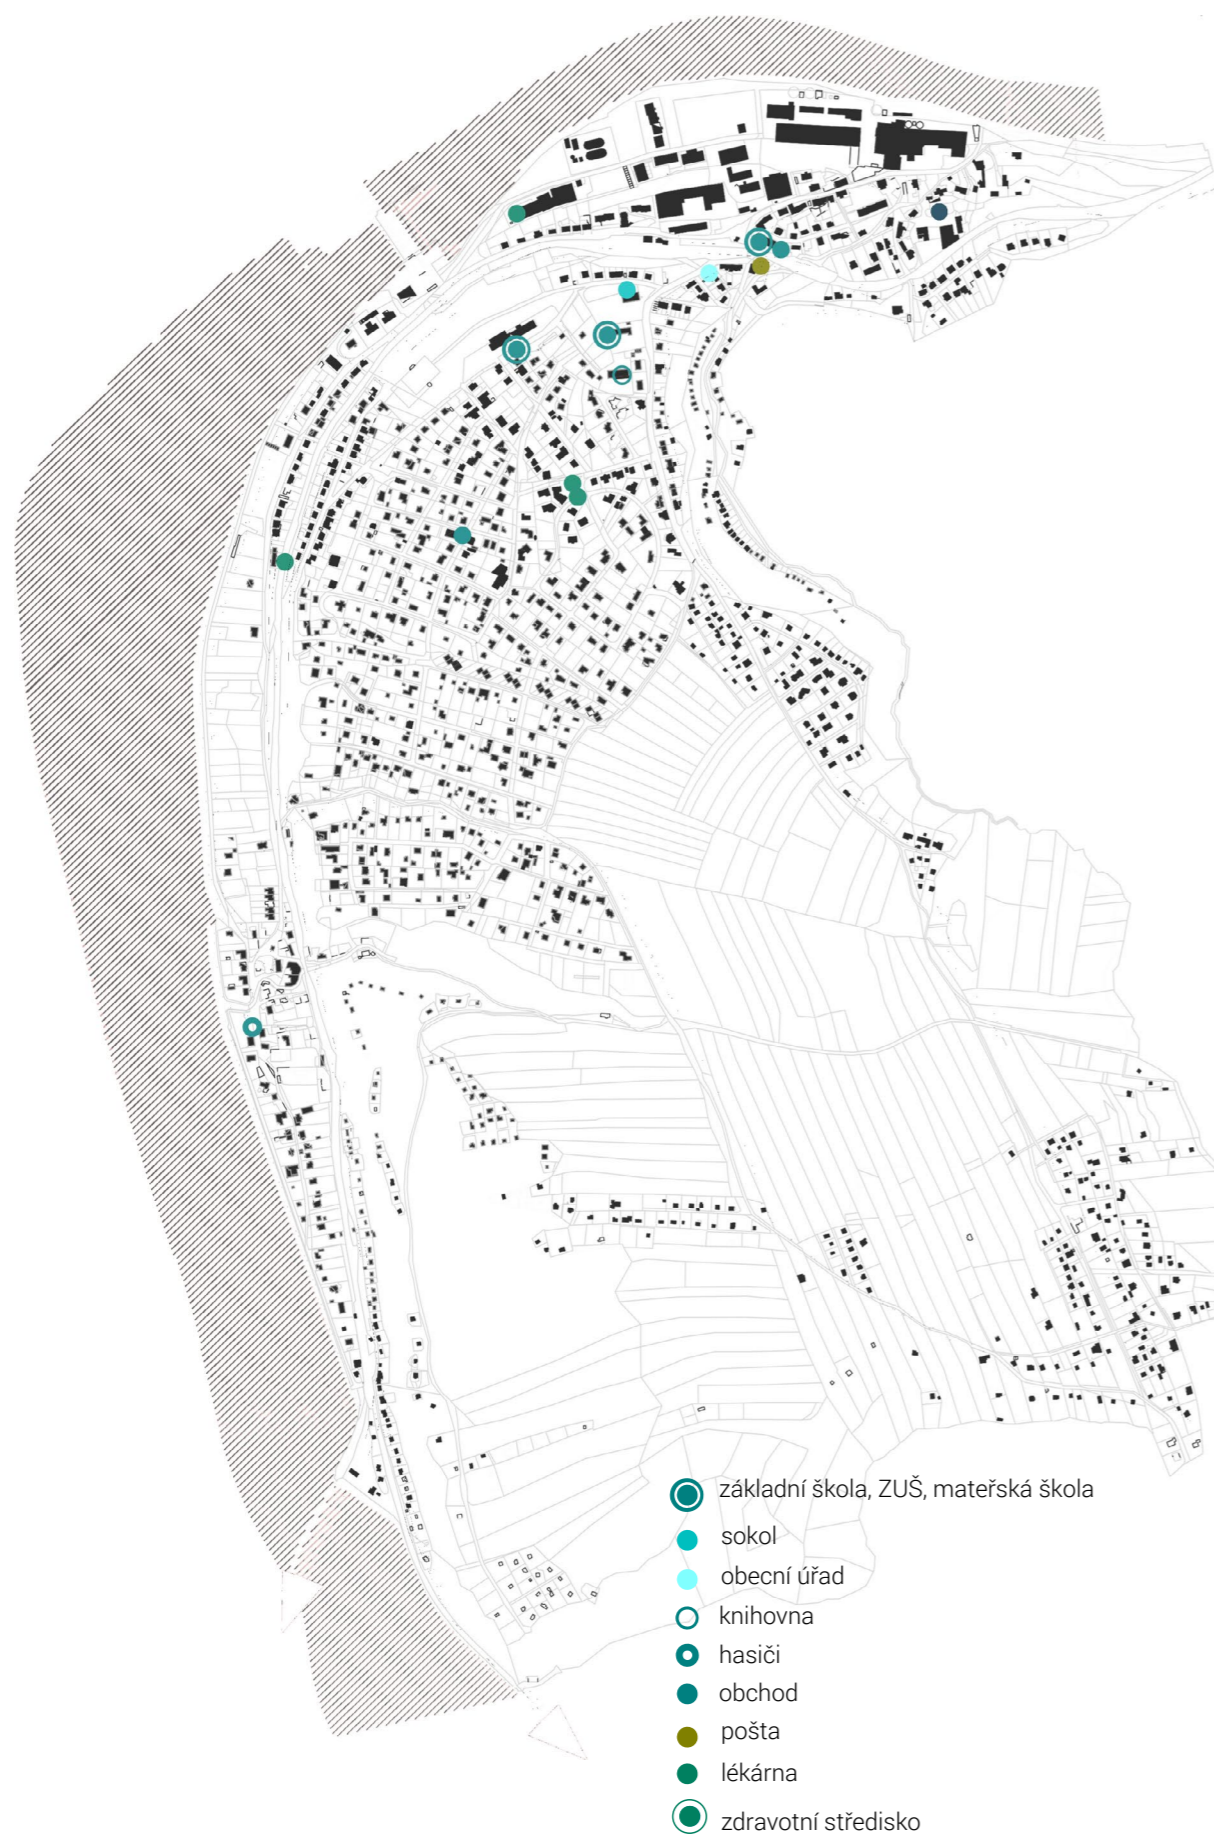 základní škola, ZUŠ, mateřská škola
sokol
obecní úřad
knihovna
hasiči
obchod
pošta
lékárna
zdravotní středisko